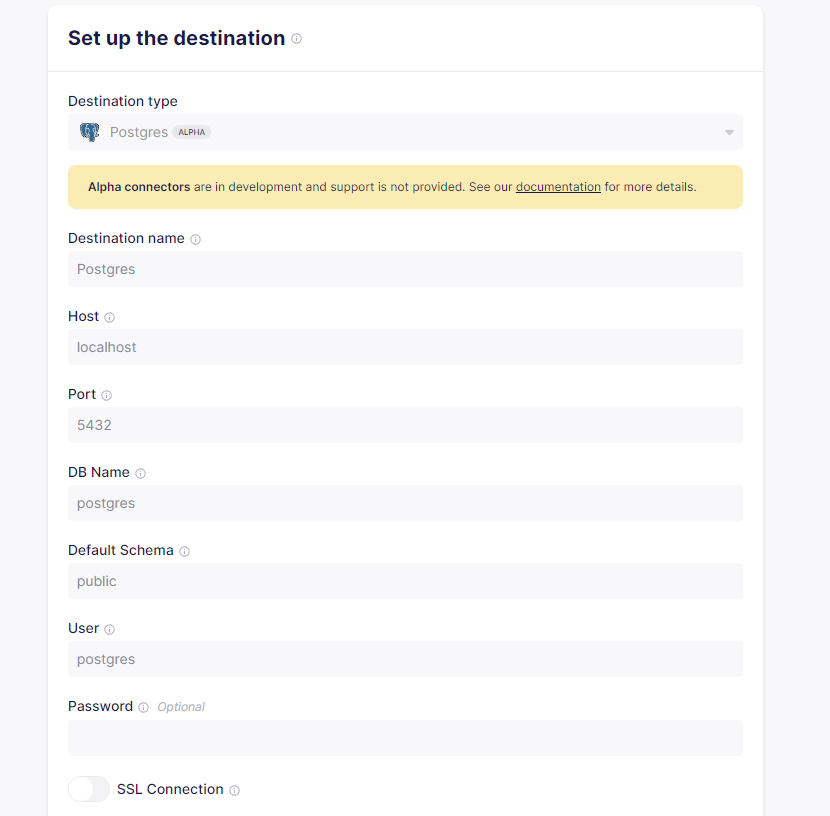 Set up the destination
Destination type
Postgres ALPHA
Alpha connectors are in development and support is not provided. See our documentation for more details.
Destination name
Postgres
Host
localhost
Port
5432
DB Name
postgres
Default Schema
public
User
postgres
Password Optional
SSL Connection